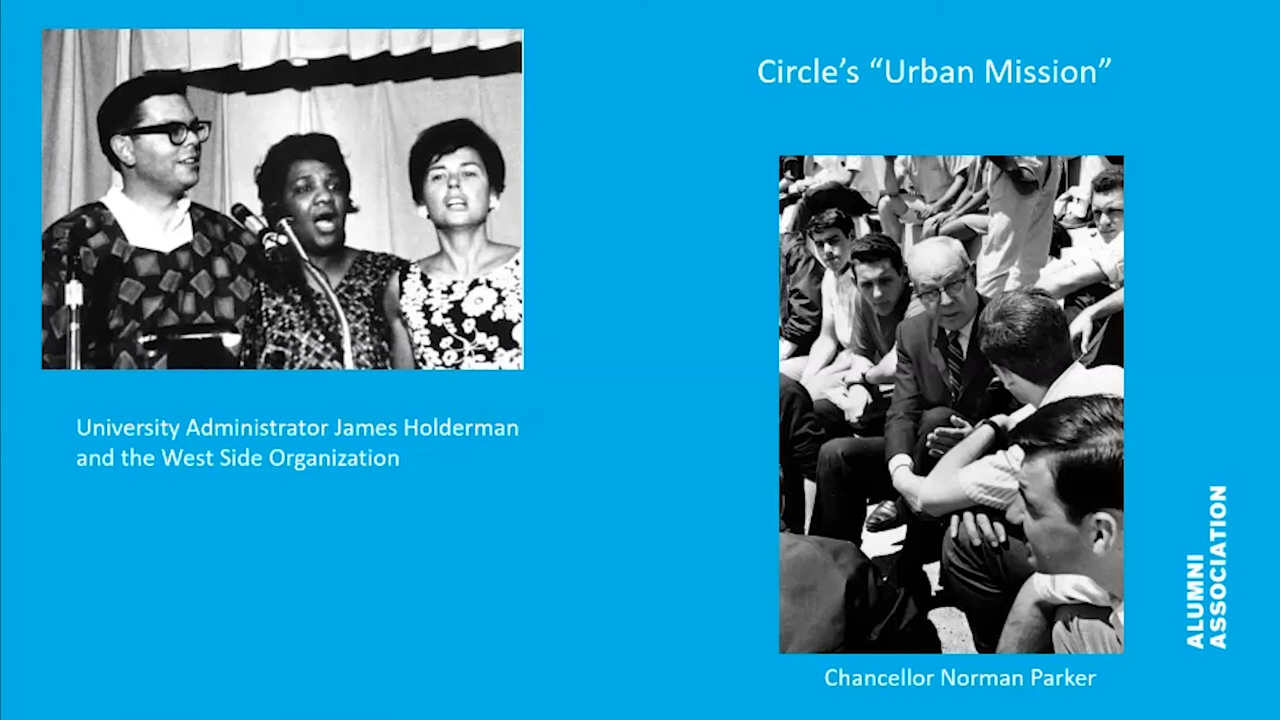 Circle’s “Urban Mission”
University Administrator James Holderman
and the West Side Organization
Chancellor Norman Parker
ALUMNI
ASSOCIATION